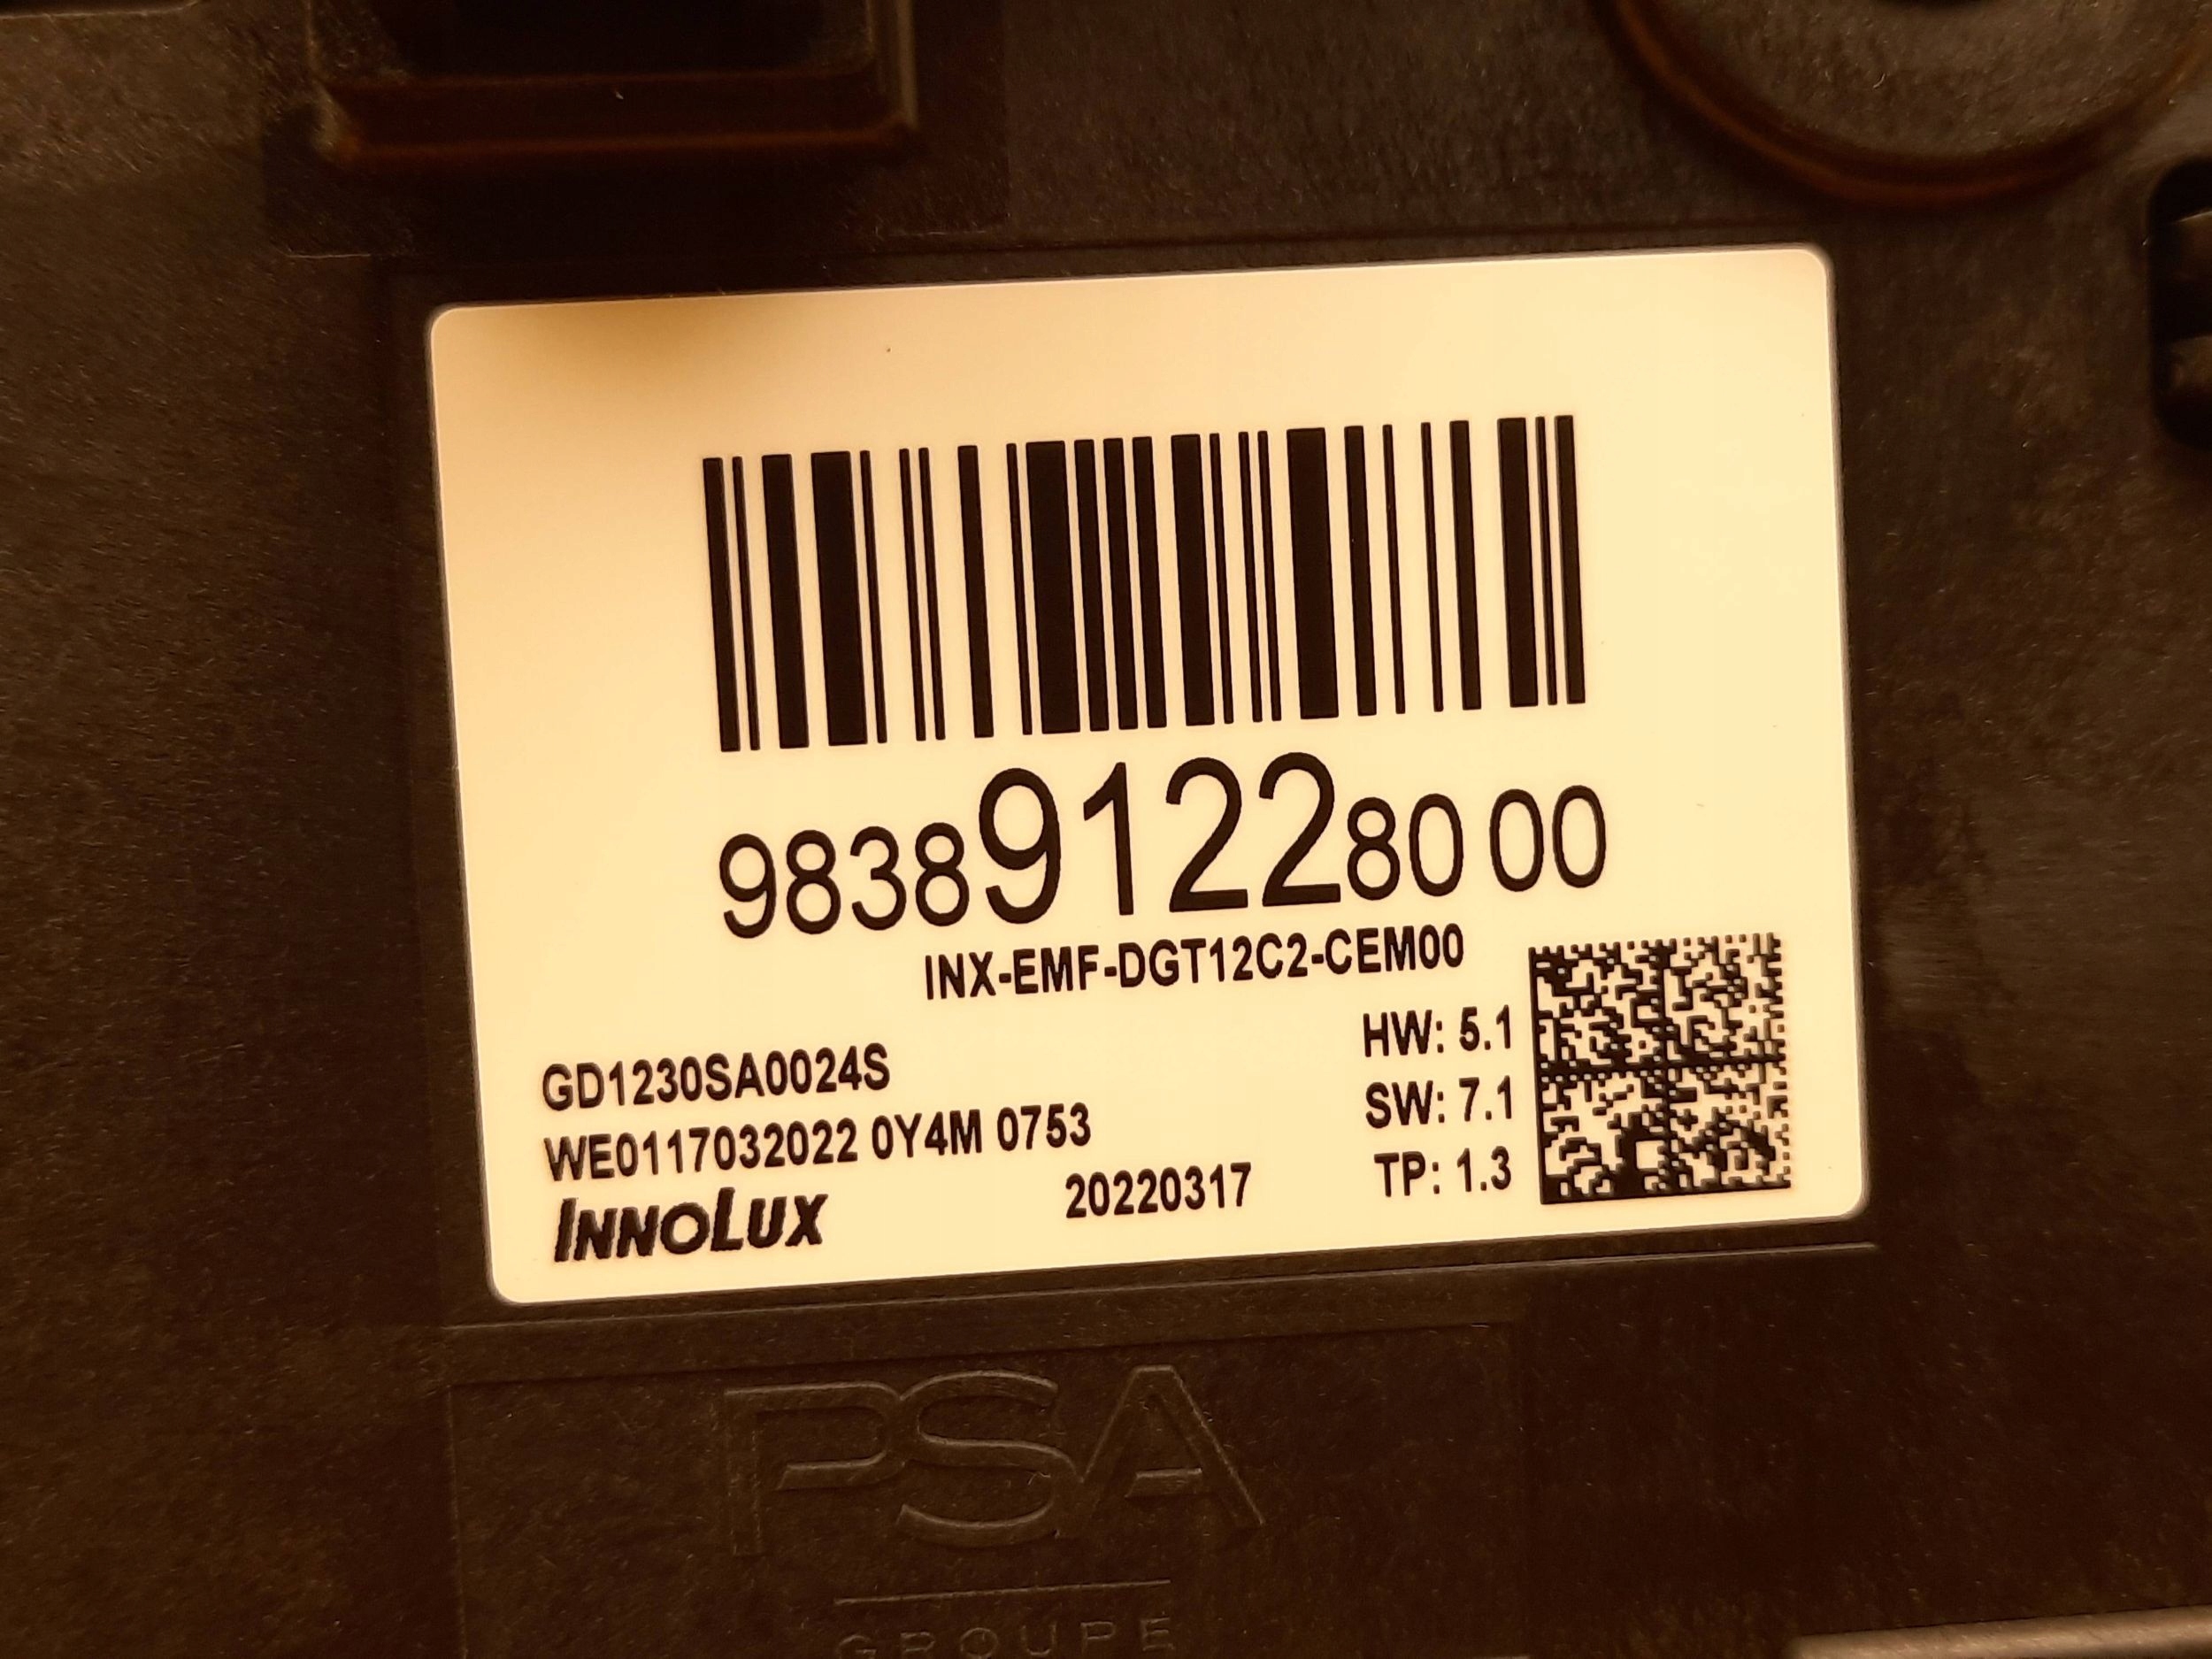 9838912280 00
INX-EMF-DGT12C2-CEM00
HW: 5.1
GD1230SA0024S
SW: 7.1
WE0117032022 0Y4M 0753
TP: 1.3
INNOLUX
20220317
PSA
GROUPE